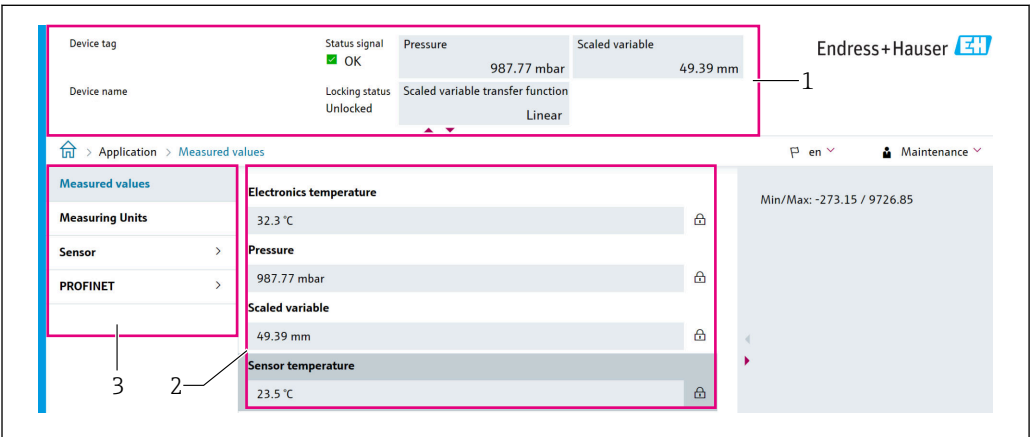 Device tag
Status signal
OK
Pressure
987.77 mbar
Scaled variable
49.39 mm
Endress+Hauser EH
1
Device name
Locking status
Unlocked
Scaled variable transfer function
Linear
> Application > Measured values
en
Maintenance
Measured values
Measuring Units
Sensor >
PROFINET >
3
Electronics temperature
32.3 °C
Pressure
987.77 mbar
Scaled variable
49.39 mm
Sensor temperature
23.5 °C
2
Min/Max: -273.15 / 9726.85